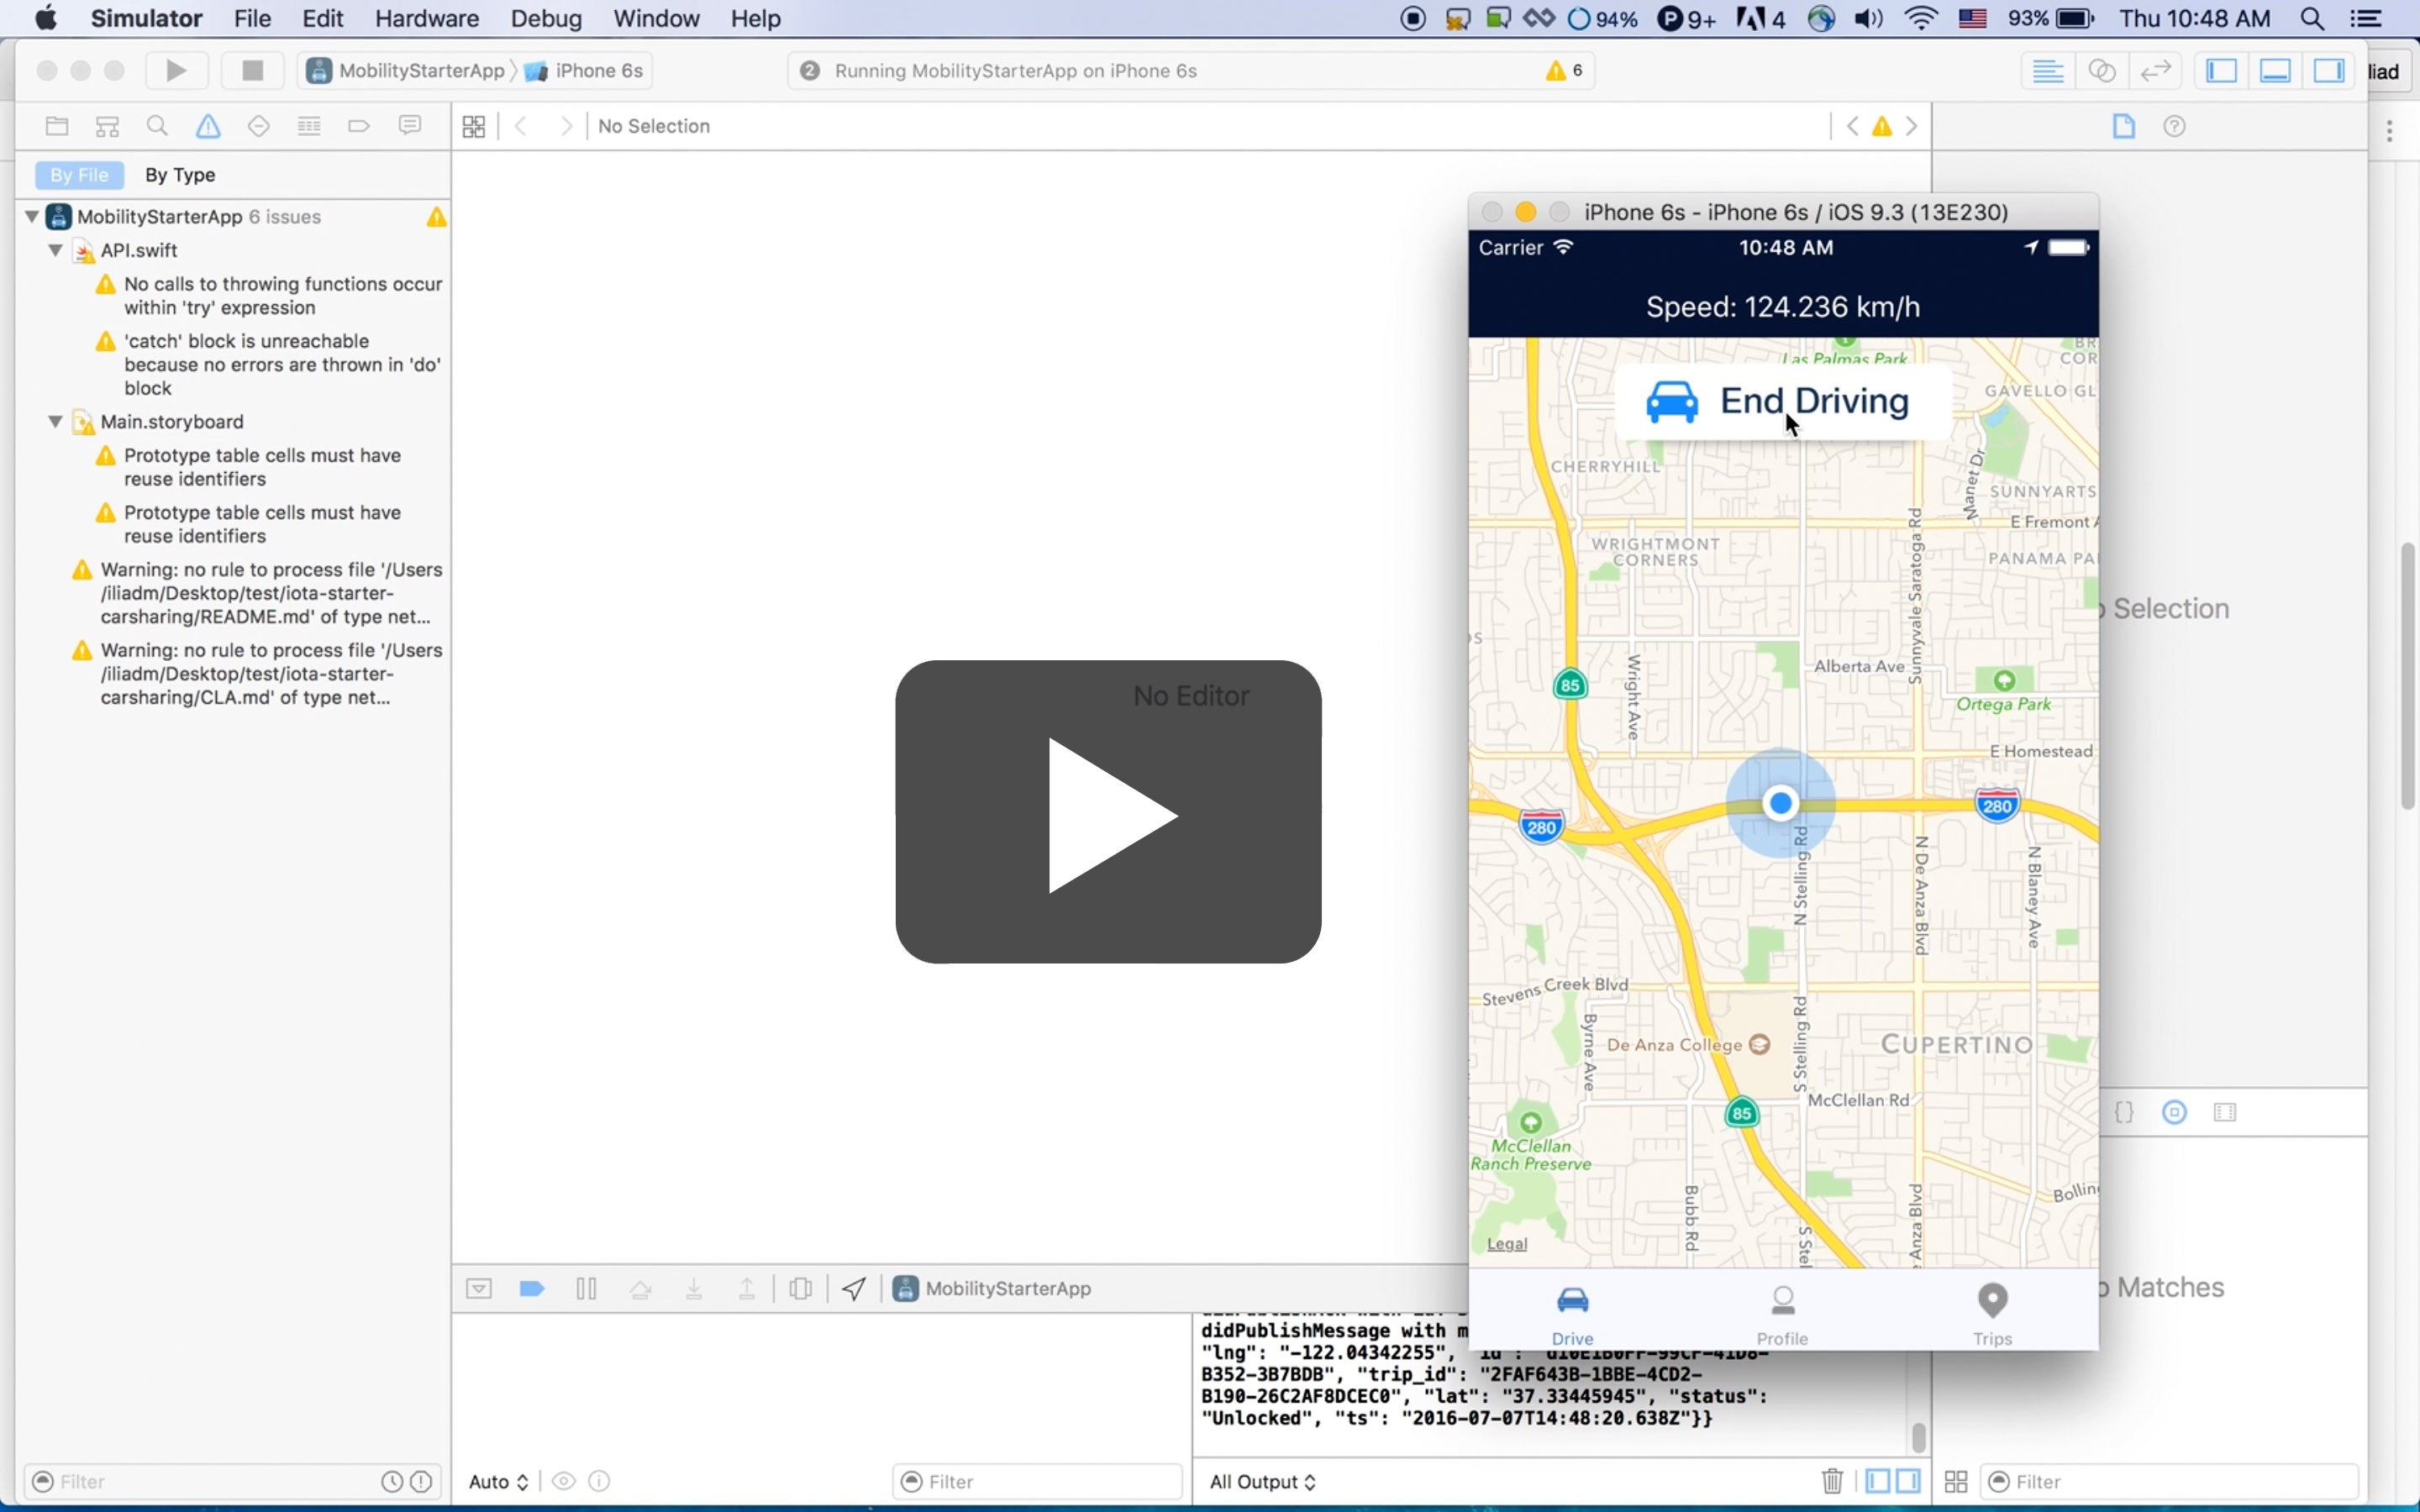 Simulator File Edit Hardware Debug Window Help
94% 9+ 4 93% Thu 10:48 AM
MobilityStarterApp iPhone 6s
2 Running MobilityStarterApp on iPhone 6s 6
liad
No Selection
By File By Type
MobilityStarterApp 6 issues
API.swift
No calls to throwing functions occur
within 'try' expression
'catch' block is unreachable
because no errors are thrown in 'do'
block
Main.storyboard
Prototype table cells must have
reuse identifiers
Prototype table cells must have
reuse identifiers
Warning: no rule to process file '/Users
/iliadm/Desktop/test/iota-starter-
carsharing/README.md' of type net...
Warning: no rule to process file '/Users
/iliadm/Desktop/test/iota-starter-
carsharing/CLA.md' of type net...
Filter
No Editor
iPhone 6s - iPhone 6s / iOS 9.3 (13E230)
Carrier 10:48 AM
Speed: 124.236 km/h
Las Palmas Park
End Driving
GAVELLO GL
CHERRYHILL
Manet Dr
SUNNYARTS
E Fremont A
WRIGHTMONT
CORNERS
PANAMA PA
Sunnyvale Saratoga Rd
Wright Ave
Alberta Ave
85
Ortega Park
E Homestead
280
280
N Stelling Rd
N De Anza Blvd
N Blaney Ave
Stevens Creek Blvd
Byrne Ave
De Anza College
S Stelling Rd
CUPERTINO
McClellan Rd
85
McClellan
Ranch Preserve
Bubb Rd
S Stel
Anza Blvd
Bollin
Legal
Drive Profile Trips
Selection
Matches
MobilityStarterApp
didPublishMessage with m
"lng": "-122.04342255",
B352-3B7BDB", "trip_id": "2FAF643B-1BBE-4CD2-
B190-26C2AF8DCEC0", "lat": "37.33445945", "status":
"Unlocked", "ts": "2016-07-07T14:48:20.638Z"}}
Auto Filter
All Output
Filter